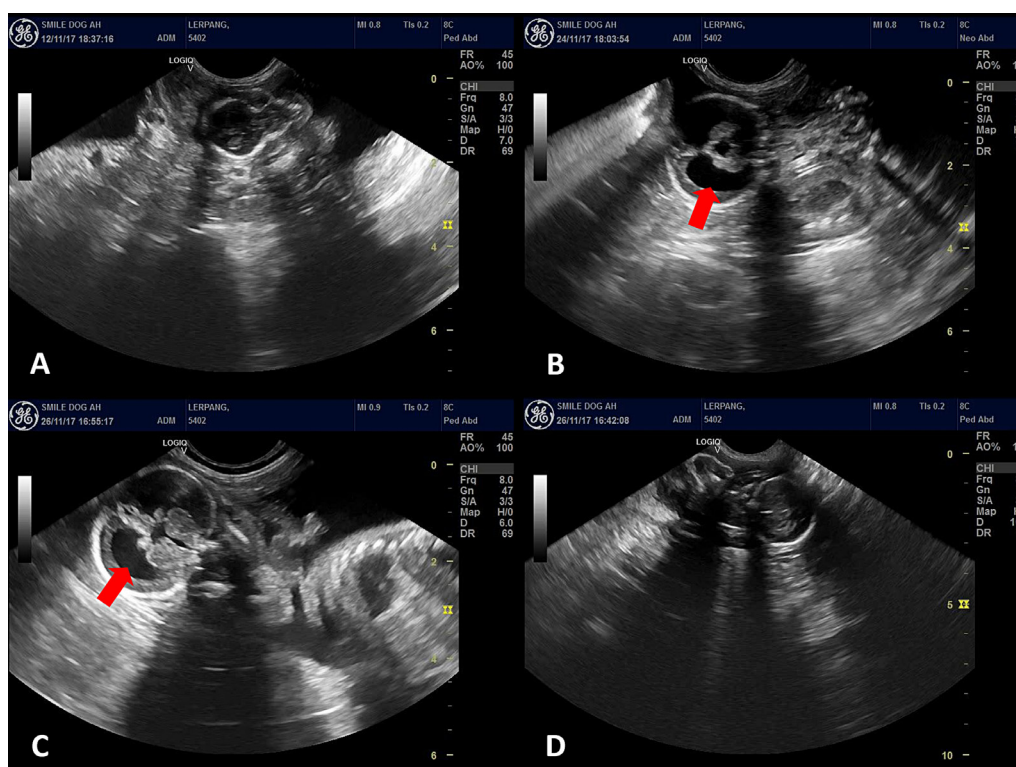 SMILE DOG AH LERPANG, MI 0.8 TIs 0.2 8C
12/11/17 18:37:16 ADM 5402 Ped Abd
LOGIQ
V
FR 45
AO% 100
CHI
Frq 8.0
Gn 47
S/A 3/3
Map H/0
D 7.0
DR 69
0
2
4
6
A
SMILE DOG AH LERPANG, MI 0.8 TIs 0.2 8C
24/11/17 18:03:54 ADM 5402 Neo Abd
LOGIQ
V
FR
AO% 1
CHI
Frq
Gn
S/A
Map H
D
DR
0
2
4
6
B
SMILE DOG AH LERPANG, MI 0.9 TIs 0.2 8C
26/11/17 16:55:17 ADM 5402 Ped Abd
LOGIQ
V
FR 45
AO% 100
CHI
Frq 8.0
Gn 47
S/A 3/3
Map H/0
D 6.0
DR 69
0
2
4
6
C
SMILE DOG AH LERPANG, MI 0.8 TIs 0.2 8C
26/11/17 16:42:08 ADM 5402 Ped Abd
LOGIQ
V
FR
AO% 1
CHI
Frq
Gn
S/A
Map H
D 1
DR
0
5
10
D